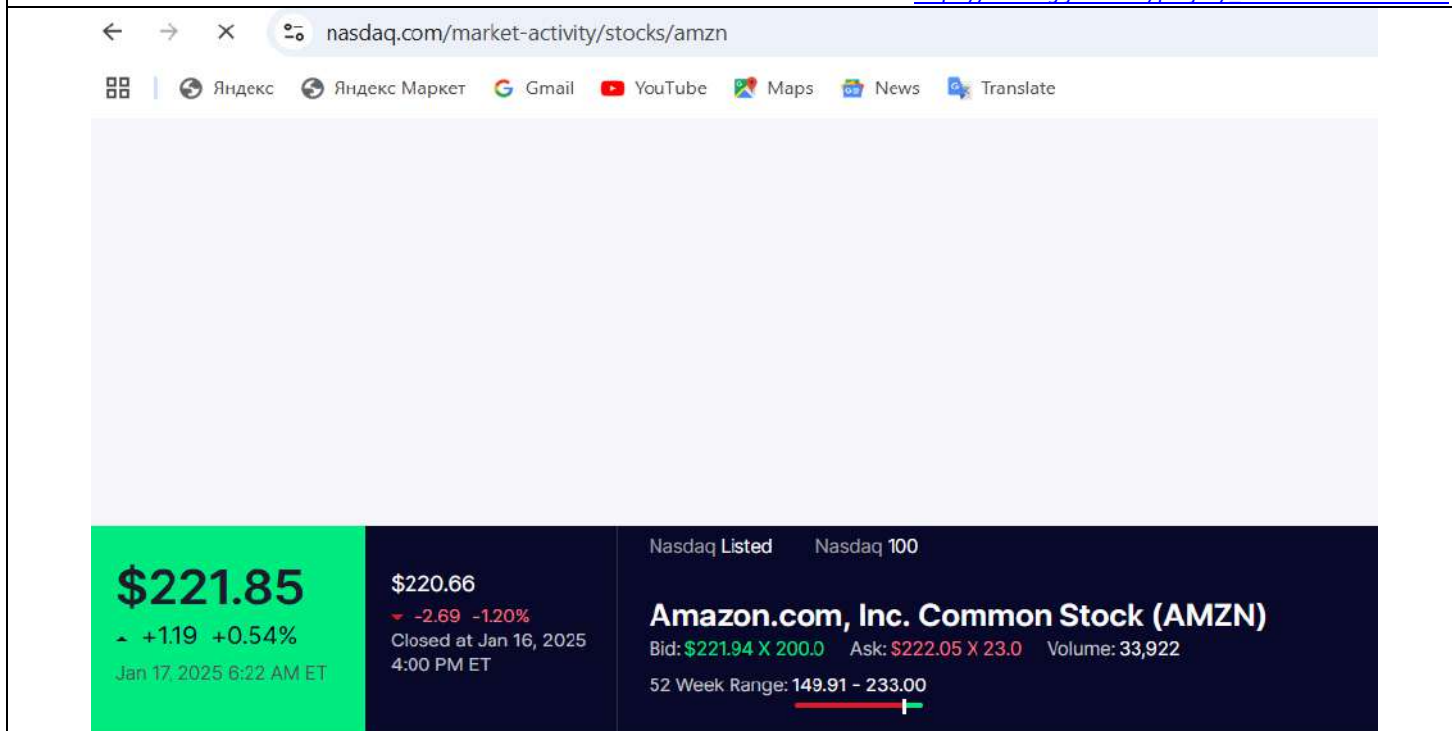 nasdaq.com/market-activity/stocks/amzn
Яндекс Яндекс Маркет Gmail YouTube Maps News Translate
$221.85
+1.19 +0.54%
Jan 17, 2025 6:22 AM ET
$220.66
-2.69 -1.20%
Closed at Jan 16, 2025
4:00 PM ET
Nasdaq Listed Nasdaq 100
Amazon.com, Inc. Common Stock (AMZN)
Bid: $221.94 X 200.0 Ask: $222.05 X 23.0 Volume: 33,922
52 Week Range: 149.91 - 233.00